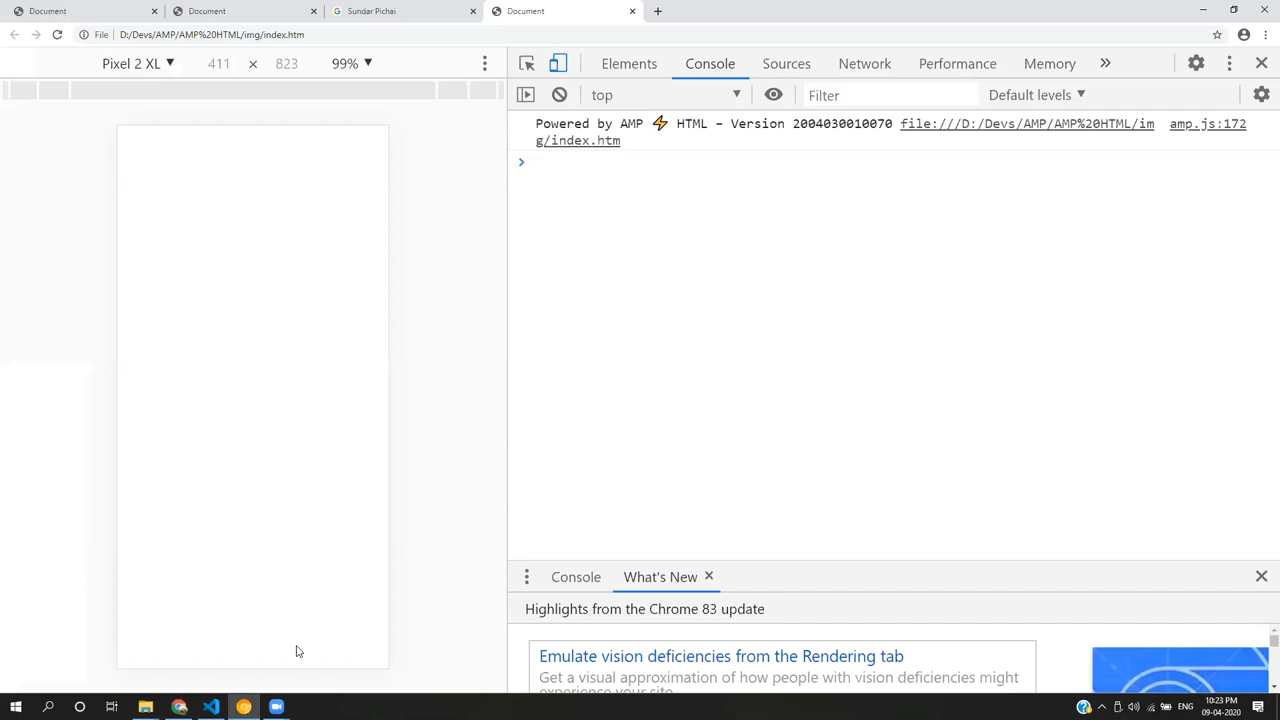 Document
Document
Sundar Pichai
Document
File D:/Devs/AMP/AMP%20HTML/img/index.htm
Pixel 2 XL ▼ 411 × 823 99% ▼
Elements Console Sources Network Performance Memory »
top ▼ Filter Default levels ▼
Powered by AMP ⚡ HTML – Version 2004030010070 file:///D:/Devs/AMP/AMP%20HTML/im amp.js:172
g/index.htm
Console What's New ×
Highlights from the Chrome 83 update
Emulate vision deficiencies from the Rendering tab
Get a visual approximation of how people with vision deficiencies might
experience your site.
ENG
10:23 PM
09-04-2020